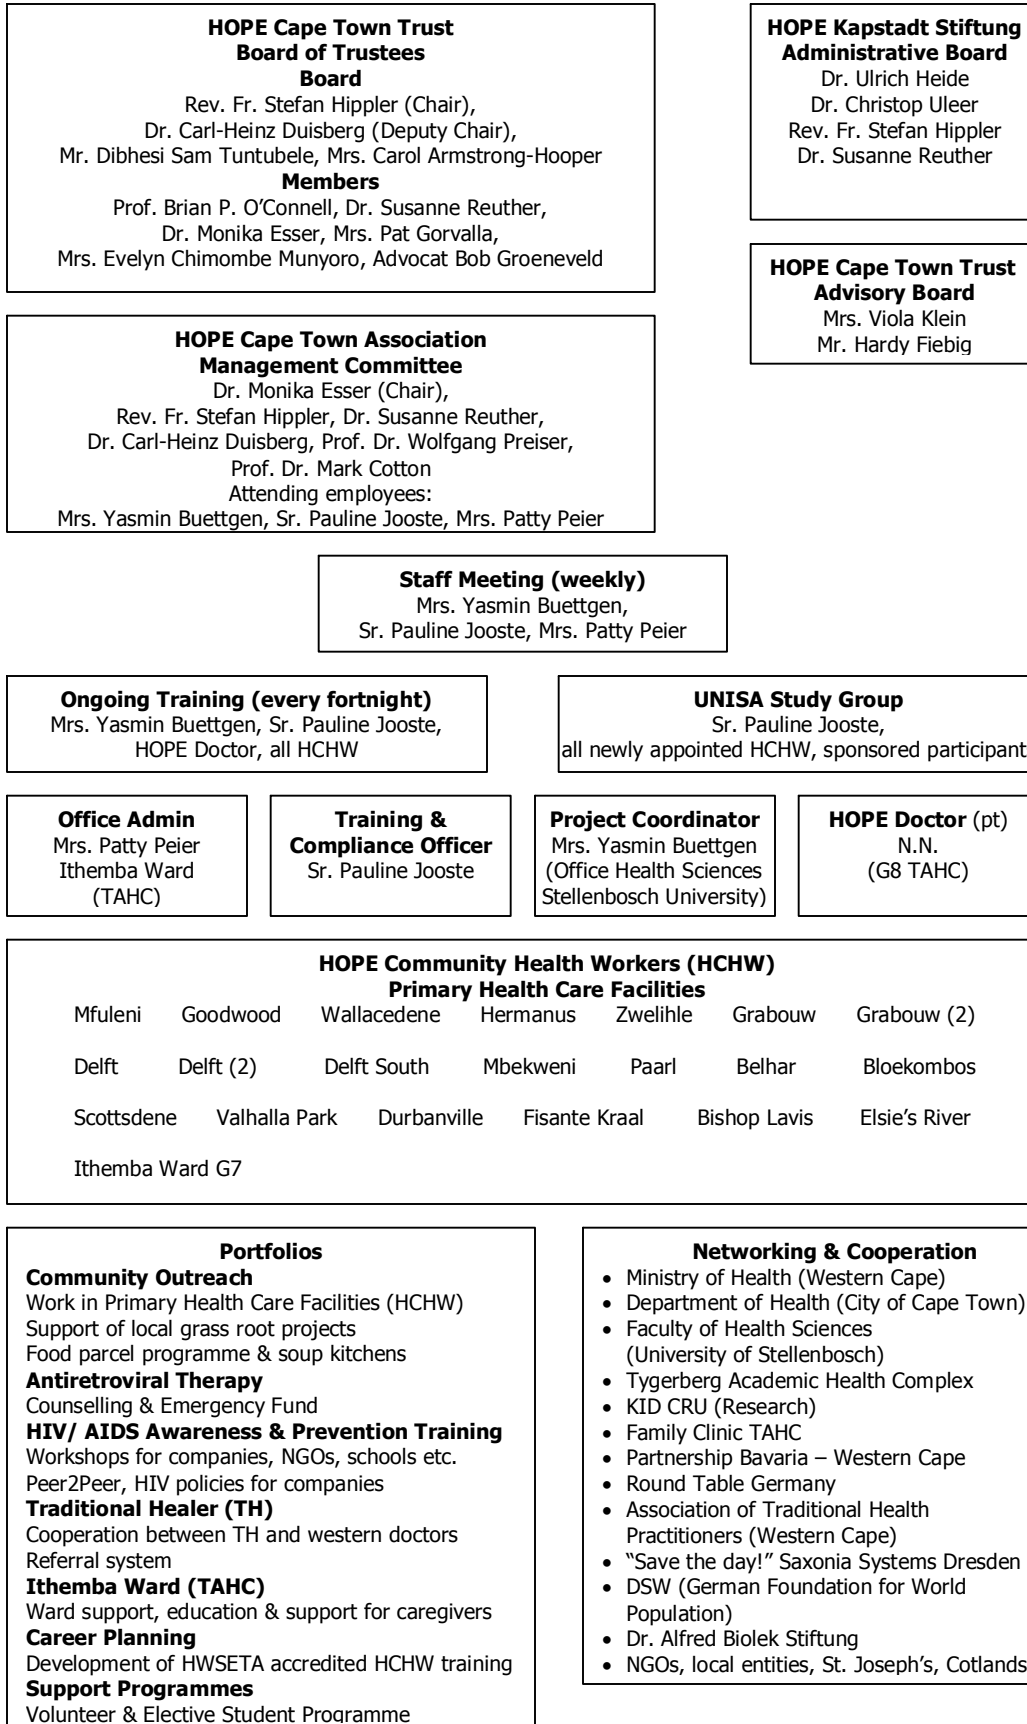 HOPE Cape Town Trust
Board of Trustees
Board
Rev. Fr. Stefan Hippler (Chair),
Dr. Carl-Heinz Duisberg (Deputy Chair),
Mr. Dibhesi Sam Tuntubele, Mrs. Carol Armstrong-Hooper
Members
Prof. Brian P. O’Connell, Dr. Susanne Reuther,
Dr. Monika Esser, Mrs. Pat Gorvalla,
Mrs. Evelyn Chimombe Munyoro, Advocat Bob Groeneveld
HOPE Kapstadt Stiftung
Administrative Board
Dr. Ulrich Heide
Dr. Christop Uleer
Rev. Fr. Stefan Hippler
Dr. Susanne Reuther
HOPE Cape Town Trust
Advisory Board
Mrs. Viola Klein
Mr. Hardy Fiebig
HOPE Cape Town Association
Management Committee
Dr. Monika Esser (Chair),
Rev. Fr. Stefan Hippler, Dr. Susanne Reuther,
Dr. Carl-Heinz Duisberg, Prof. Dr. Wolfgang Preiser,
Prof. Dr. Mark Cotton
Attending employees:
Mrs. Yasmin Buettgen, Sr. Pauline Jooste, Mrs. Patty Peier
Staff Meeting (weekly)
Mrs. Yasmin Buettgen,
Sr. Pauline Jooste, Mrs. Patty Peier
Ongoing Training (every fortnight)
Mrs. Yasmin Buettgen, Sr. Pauline Jooste,
HOPE Doctor, all HCHW
UNISA Study Group
Sr. Pauline Jooste,
all newly appointed HCHW, sponsored participant
Office Admin
Mrs. Patty Peier
Ithemba Ward
(TAHC)
Training &
Compliance Officer
Sr. Pauline Jooste
Project Coordinator
Mrs. Yasmin Buettgen
(Office Health Sciences
Stellenbosch University)
HOPE Doctor (pt)
N.N.
(G8 TAHC)
HOPE Community Health Workers (HCHW)
Primary Health Care Facilities
Mfuleni Goodwood Wallacedene Hermanus Zwelihle Grabouw Grabouw (2)
Delft Delft (2) Delft South Mbekweni Paarl Belhar Bloekombos
Scottsdene Valhalla Park Durbanville Fisante Kraal Bishop Lavis Elsie’s River
Ithemba Ward G7
Portfolios
Community Outreach
Work in Primary Health Care Facilities (HCHW)
Support of local grass root projects
Food parcel programme & soup kitchens
Antiretroviral Therapy
Counselling & Emergency Fund
HIV/ AIDS Awareness & Prevention Training
Workshops for companies, NGOs, schools etc.
Peer2Peer, HIV policies for companies
Traditional Healer (TH)
Cooperation between TH and western doctors
Referral system
Ithemba Ward (TAHC)
Ward support, education & support for caregivers
Career Planning
Development of HWSETA accredited HCHW training
Support Programmes
Volunteer & Elective Student Programme
Networking & Cooperation
• Ministry of Health (Western Cape)
• Department of Health (City of Cape Town)
• Faculty of Health Sciences
(University of Stellenbosch)
• Tygerberg Academic Health Complex
• KID CRU (Research)
• Family Clinic TAHC
• Partnership Bavaria – Western Cape
• Round Table Germany
• Association of Traditional Health
Practitioners (Western Cape)
• “Save the day!” Saxonia Systems Dresden
• DSW (German Foundation for World
Population)
• Dr. Alfred Biolek Stiftung
• NGOs, local entities, St. Joseph’s, Cotlands